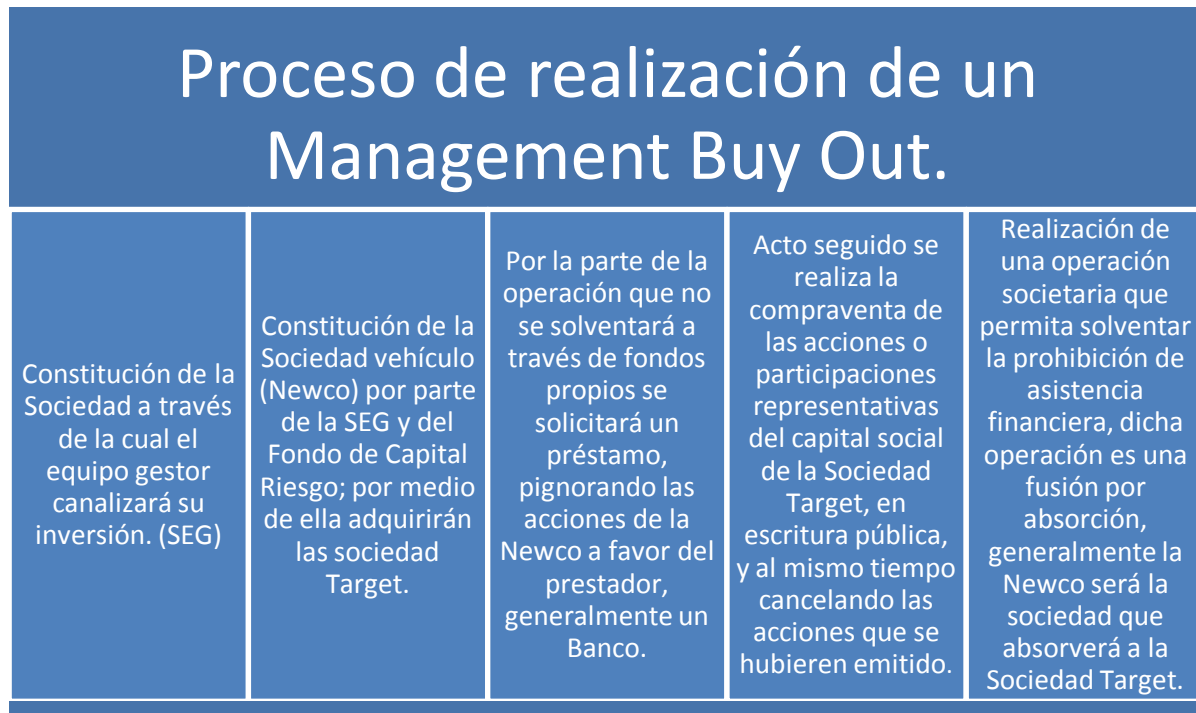 Proceso de realización de un
Management Buy Out.
Constitución de la
Sociedad a través
de la cual el
equipo gestor
canalizará su
inversión. (SEG)
Constitución de la
Sociedad vehículo
(Newco) por parte
de la SEG y del
Fondo de Capital
Riesgo; por medio
de ella adquirirán
las sociedad
Target.
Por la parte de la
operación que no
se solventará a
través de fondos
propios se
solicitará un
préstamo,
pignorando las
acciones de la
Newco a favor del
prestador,
generalmente un
Banco.
Acto seguido se
realiza la
compraventa de
las acciones o
participaciones
representativas
del capital social
de la Sociedad
Target, en
escritura pública,
y al mismo tiempo
cancelando las
acciones que se
hubieren emitido.
Realización de
una operación
societaria que
permita solventar
la prohibición de
asistencia
financiera, dicha
operación es una
fusión por
absorción,
generalmente la
Newco será la
sociedad que
absorverá a la
Sociedad Target.